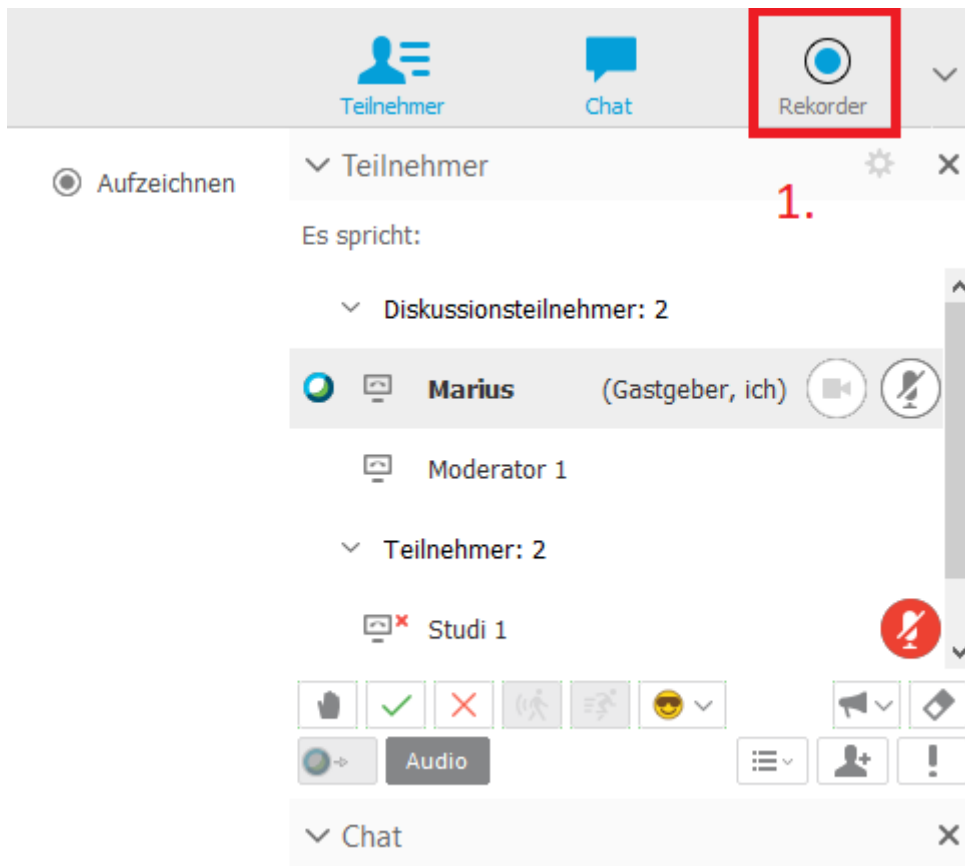 Teilnehmer Chat Rekorder
Aufzeichnen
Teilnehmer
1.
Es spricht:
Diskussionsteilnehmer: 2
Marius (Gastgeber, ich)
Moderator 1
Teilnehmer: 2
Studi 1
Audio
Chat